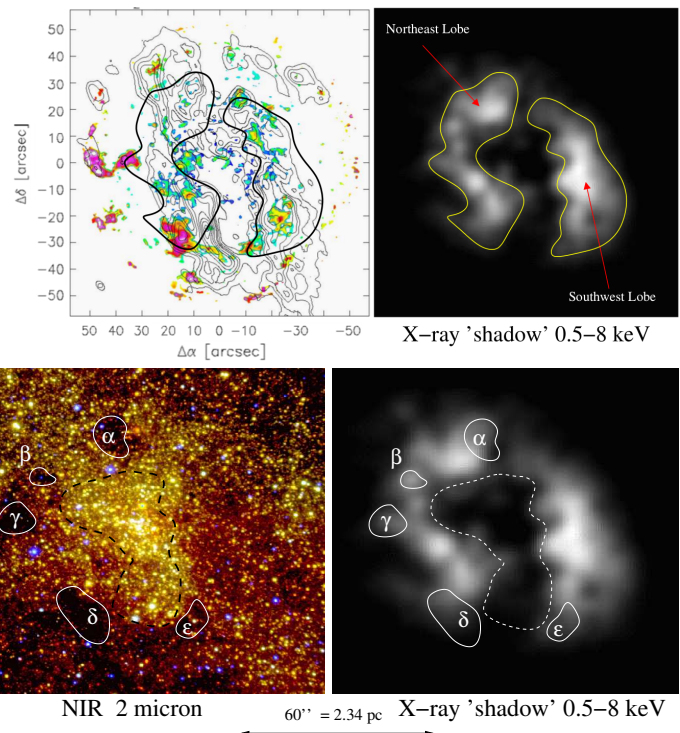 50
40
30
20
10
0
−10
−20
−30
−40
−50
Δδ [arcsec]
50 40 30 20 10 0 −10 −30 −50
Δα [arcsec]
Northeast Lobe
Southwest Lobe
X−ray 'shadow' 0.5−8 keV
α
β
γ
δ
ε
NIR 2 micron
α
β
γ
δ
ε
X−ray 'shadow' 0.5−8 keV
60'' = 2.34 pc